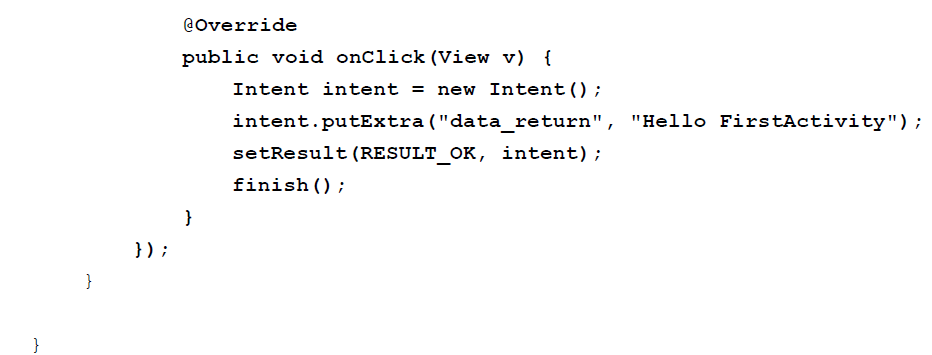 @Override
public void onClick(View v) {
Intent intent = new Intent();
intent.putExtra("data_return", "Hello FirstActivity");
setResult(RESULT_OK, intent);
finish();
}
});
}
}